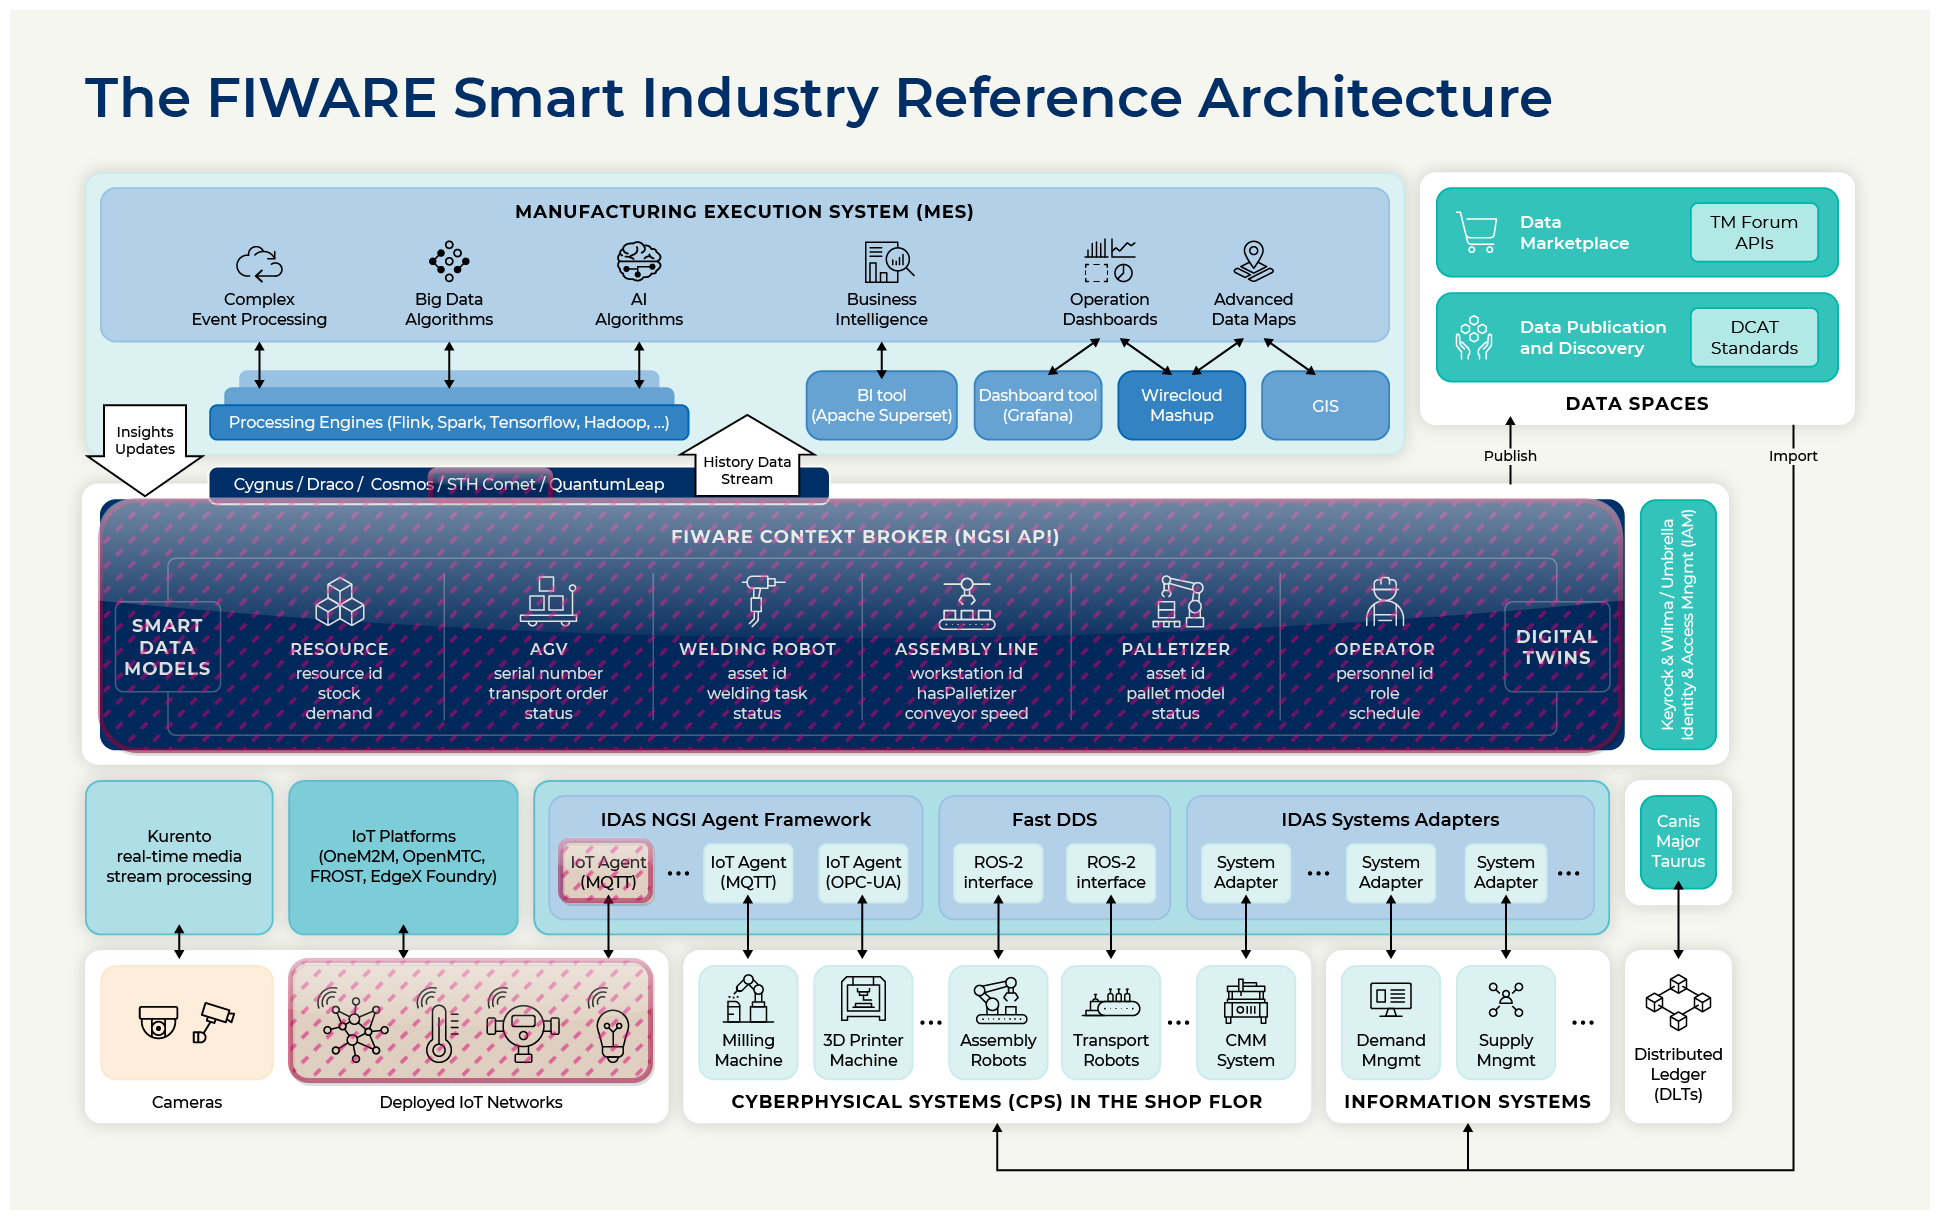 The FIWARE Smart Industry Reference Architecture
MANUFACTURING EXECUTION SYSTEM (MES)
Complex
Event Processing
Big Data
Algorithms
AI
Algorithms
Business
Intelligence
Operation
Dashboards
Advanced
Data Maps
Processing Engines (Flink, Spark, Tensorflow, Hadoop, ...)
BI tool
(Apache Superset)
Dashboard tool
(Grafana)
Wirecloud
Mashup
GIS
Data
Marketplace
TM Forum
APIs
Data Publication
and Discovery
DCAT
Standards
DATA SPACES
Insights
Updates
History Data
Stream
Publish
Import
Cygnus / Draco / Cosmos / STH Comet / QuantumLeap
FIWARE CONTEXT BROKER (NGSI API)
SMART
DATA
MODELS
RESOURCE
resource id
stock
demand
AGV
serial number
transport order
status
WELDING ROBOT
asset id
welding task
status
ASSEMBLY LINE
workstation id
hasPalletizer
conveyor speed
PALLETIZER
asset id
pallet model
status
OPERATOR
personnel id
role
schedule
DIGITAL
TWINS
Keyrock & Wilma / Umbrella
Identity & Access Mngmt (IAM)
Kurento
real-time media
stream processing
IoT Platforms
(OneM2M, OpenMTC,
FROST, EdgeX Foundry)
IDAS NGSI Agent Framework
IoT Agent
(MQTT)
...
IoT Agent
(MQTT)
IoT Agent
(OPC-UA)
Fast DDS
ROS-2
interface
ROS-2
interface
IDAS Systems Adapters
System
Adapter
...
System
Adapter
System
Adapter
...
Canis
Major
Taurus
Cameras
Deployed IoT Networks
Milling
Machine
3D Printer
Machine
...
Assembly
Robots
Transport
Robots
...
CMM
System
CYBERPHYSICAL SYSTEMS (CPS) IN THE SHOP FLOR
Demand
Mngmt
Supply
Mngmt
...
INFORMATION SYSTEMS
Distributed
Ledger
(DLTs)